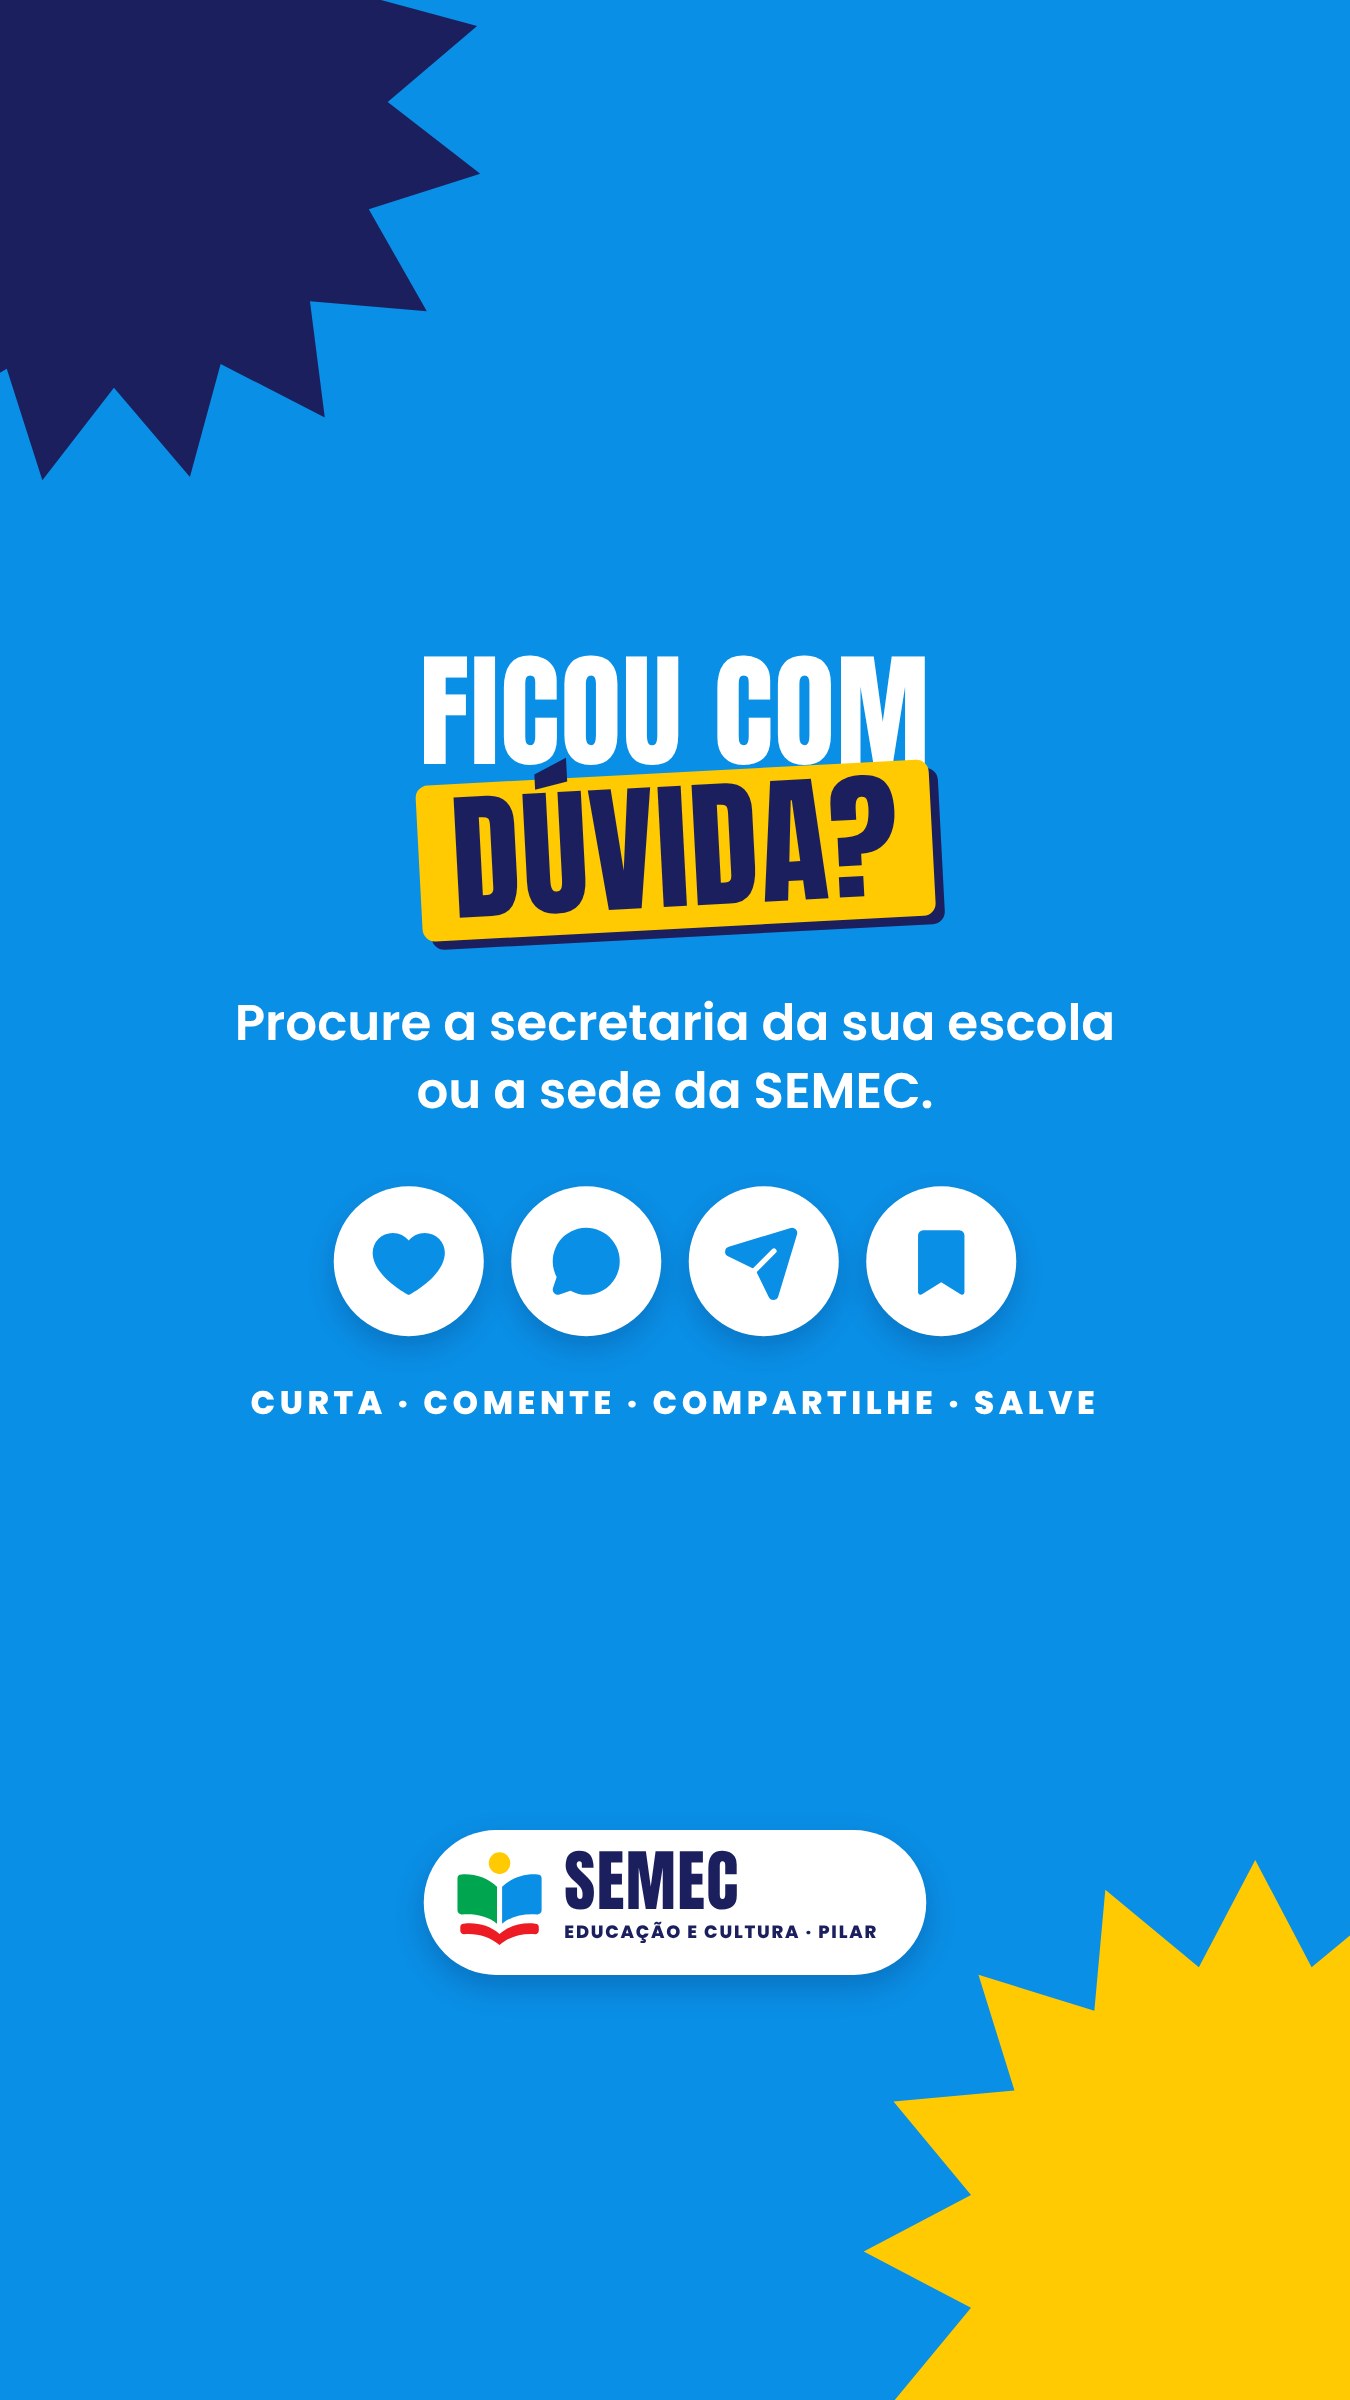 FICOU COM
DÚVIDA?
Procure a secretaria da sua escola
ou a sede da SEMEC.
CURTA · COMENTE · COMPARTILHE · SALVE
SEMEC
EDUCAÇÃO E CULTURA · PILAR